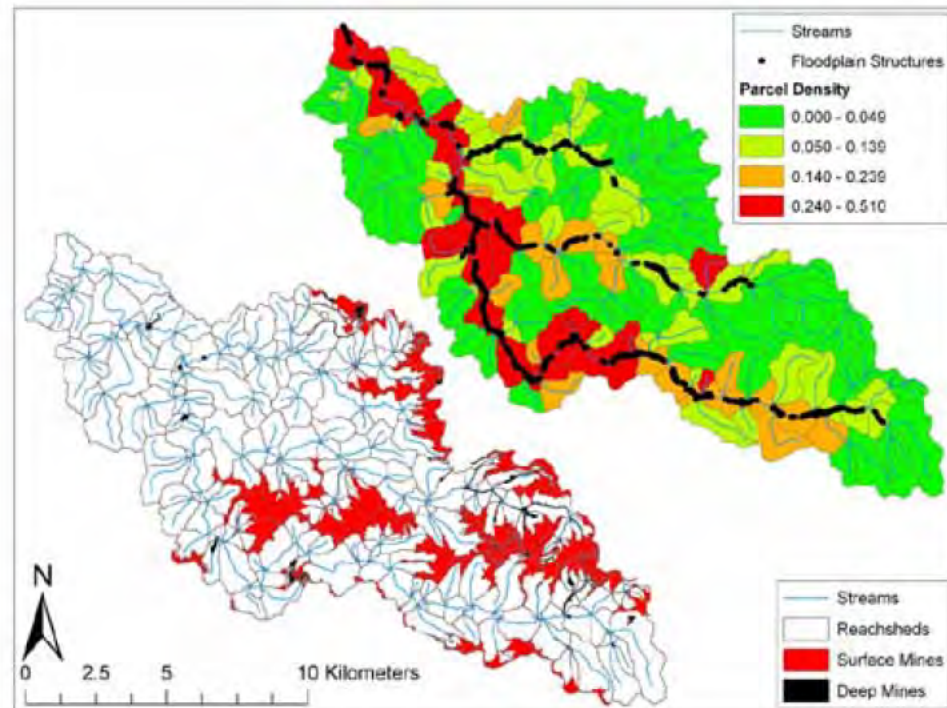 Streams
Floodplain Structures
Parcel Density
0.000 - 0.049
0.050 - 0.139
0.140 - 0.239
0.240 - 0.510
N
0 2.5 5 10 Kilometers
Streams
Reachsheds
Surface Mines
Deep Mines